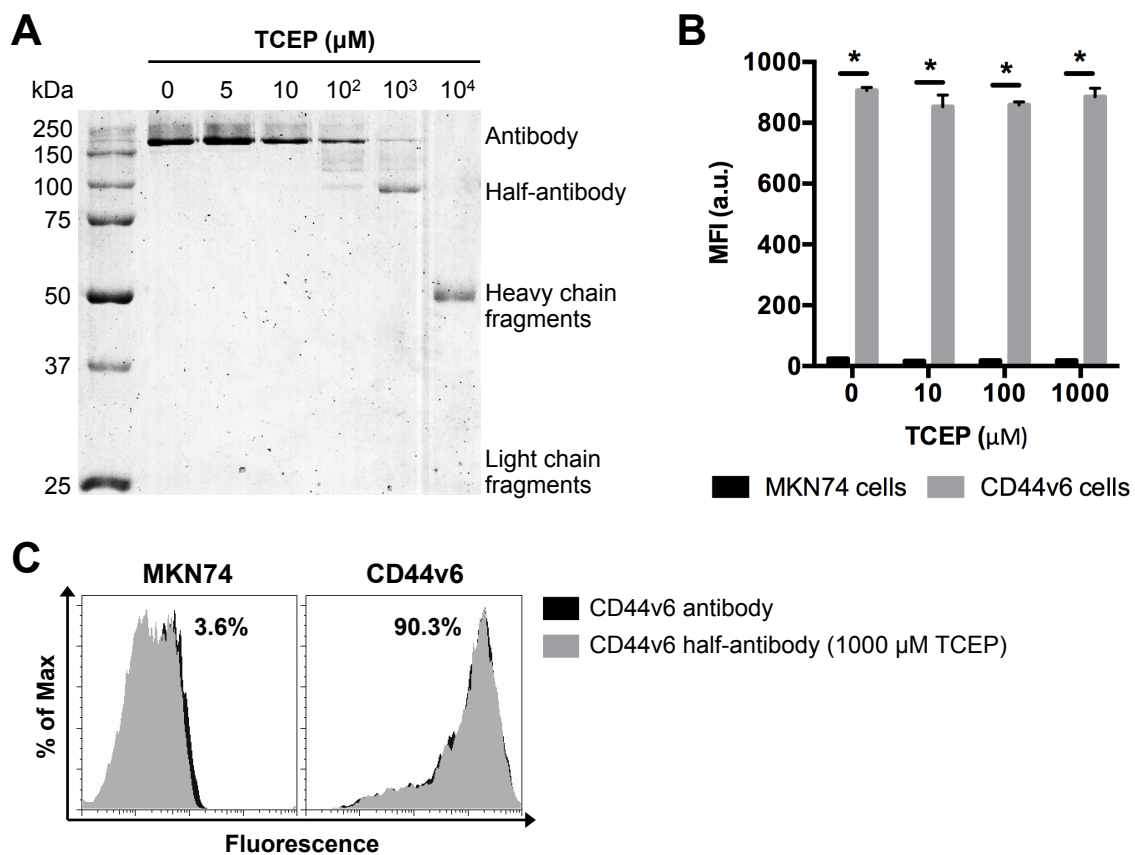 A
TCEP (µM)
kDa 0 5 10 10² 10³ 10⁴
250
150
100
75
50
37
25
Antibody
Half-antibody
Heavy chain
fragments
Light chain
fragments
B
1000
800
600
400
200
0
MFI (a.u.)
* * * *
0 10 100 1000
TCEP (µM)
MKN74 cells CD44v6 cells
C
MKN74 CD44v6
3.6% 90.3%
% of Max
Fluorescence
CD44v6 antibody
CD44v6 half-antibody (1000 µM TCEP)